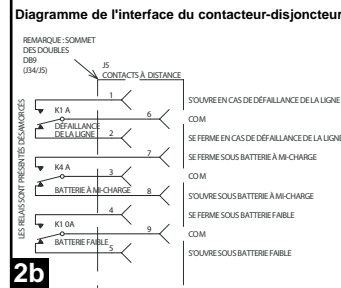 Diagramme de l'interface du contacteur-disjoncteur
REMARQUE : SOMMET
DES DOUBLES
DB9
(J34/J5)
J5
CONTACTS À DISTANCE
LES RELAIS SONT PRÉSENTÉS DÉSAMORCÉS
1
S'OUVRE EN CAS DE DÉFAILLANCE DE LA LIGNE
K1 A
6
COM
DÉFAILLANCE
DE LA LIGNE
2
SE FERME EN CAS DE DÉFAILLANCE DE LA LIGNE
7
SE FERME SOUS BATTERIE À MI-CHARGE
K4 A
3
COM
BATTERIE À MI-CHARGE
8
S'OUVRE SOUS BATTERIE À MI-CHARGE
4
SE FERME SOUS BATTERIE FAIBLE
K1 0A
9
COM
BATTERIE FAIBLE
5
S'OUVRE SOUS BATTERIE FAIBLE
2b